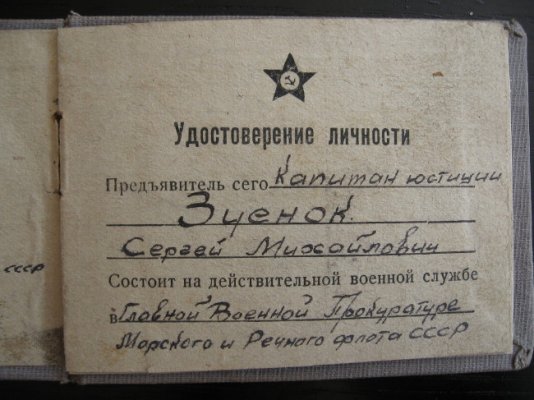 Удостоверение личности
Предъявитель сего Капитан юстиции
Зуенок
Сергей Михайлович
Состоит на действительной военной службе
в Главной Военной Прокуратуре
Морского и Речного флота СССР
СССР